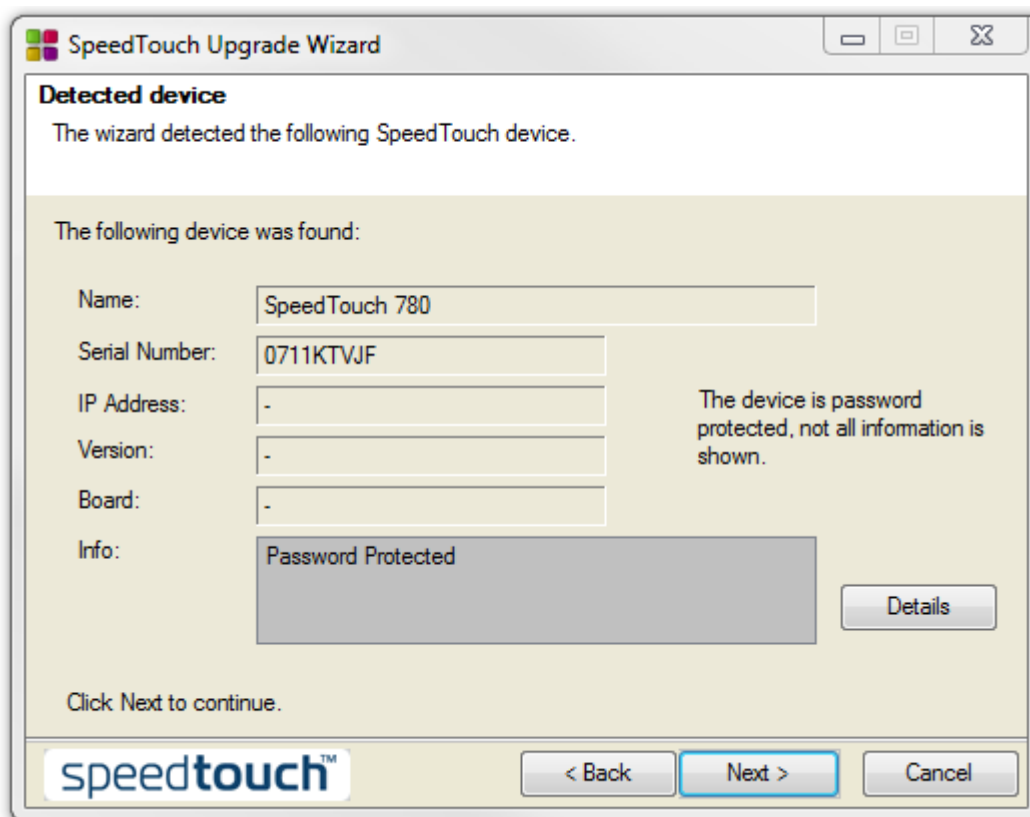 SpeedTouch Upgrade Wizard
Detected device
The wizard detected the following SpeedTouch device.
The following device was found:
Name: SpeedTouch 780
Serial Number: 0711KTVJF
IP Address: -
Version: -
Board: -
The device is password
protected, not all information is
shown.
Info: Password Protected
Details
Click Next to continue.
speedtouch™
< Back Next > Cancel